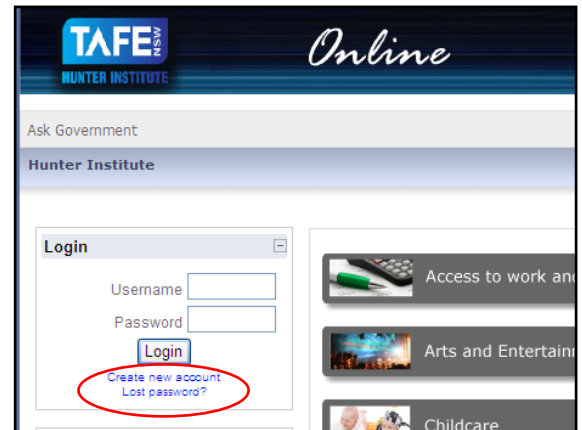 TAFE NSW
HUNTER INSTITUTE
Online
Ask Government
Hunter Institute
Login
Username
Password
Login
Create new account
Lost password?
Access to work and
Arts and Entertain
Childcare